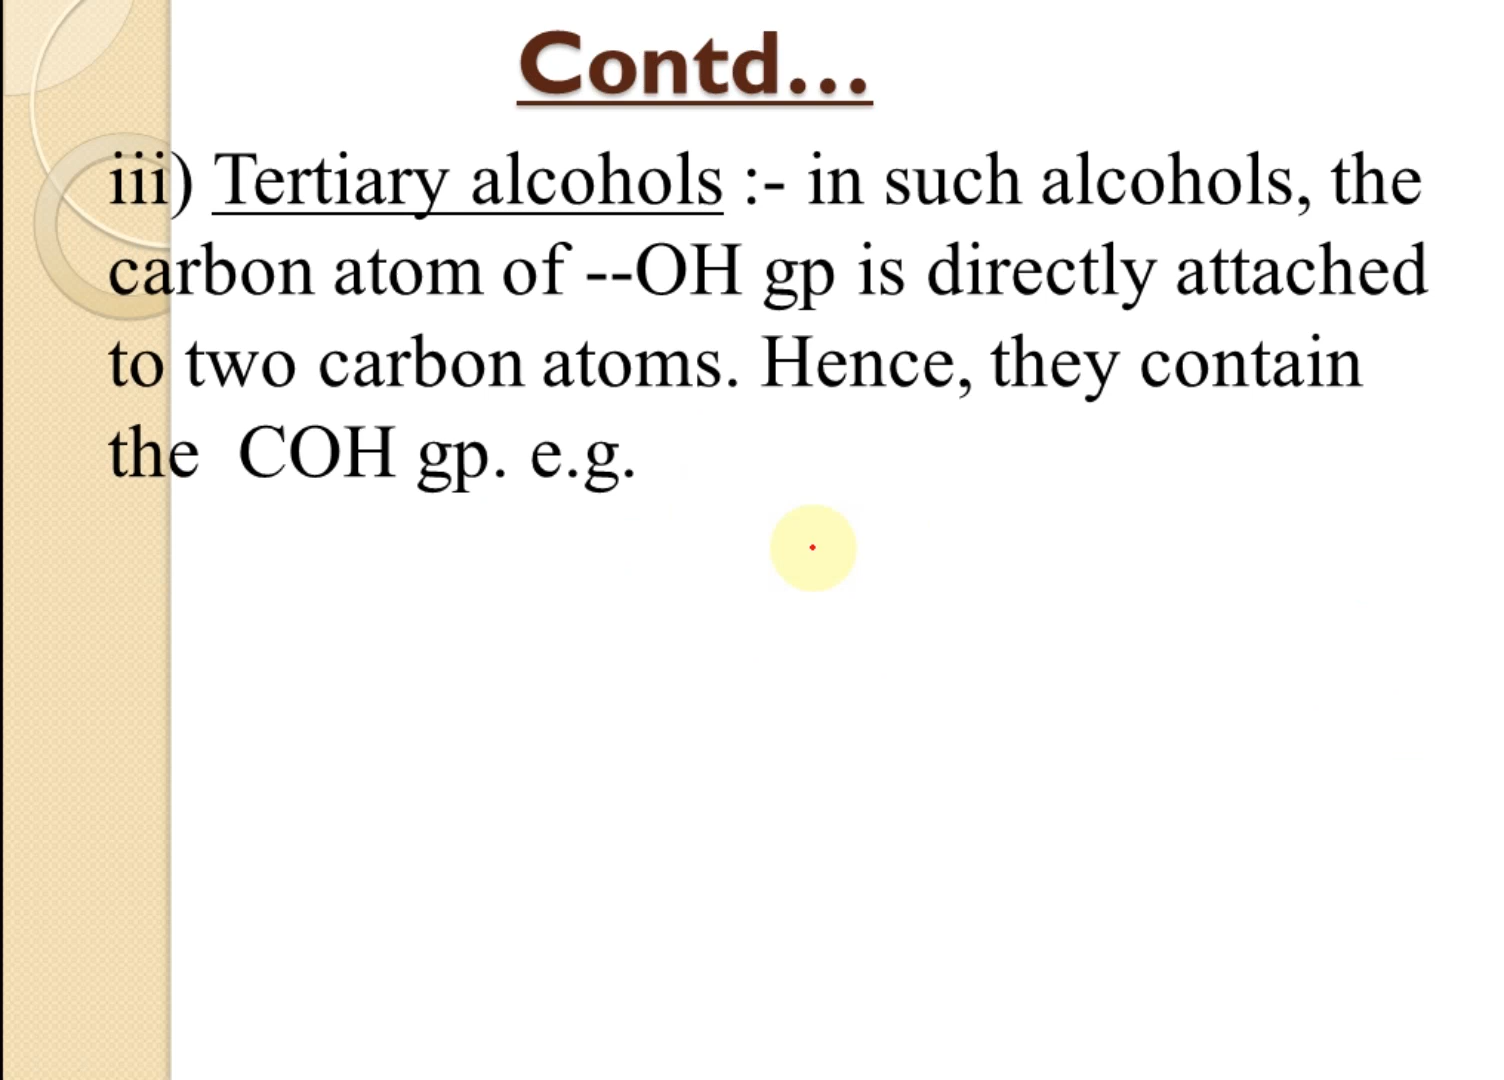 Contd...
iii) Tertiary alcohols :- in such alcohols, the
carbon atom of --OH gp is directly attached
to two carbon atoms. Hence, they contain
the COH gp. e.g.